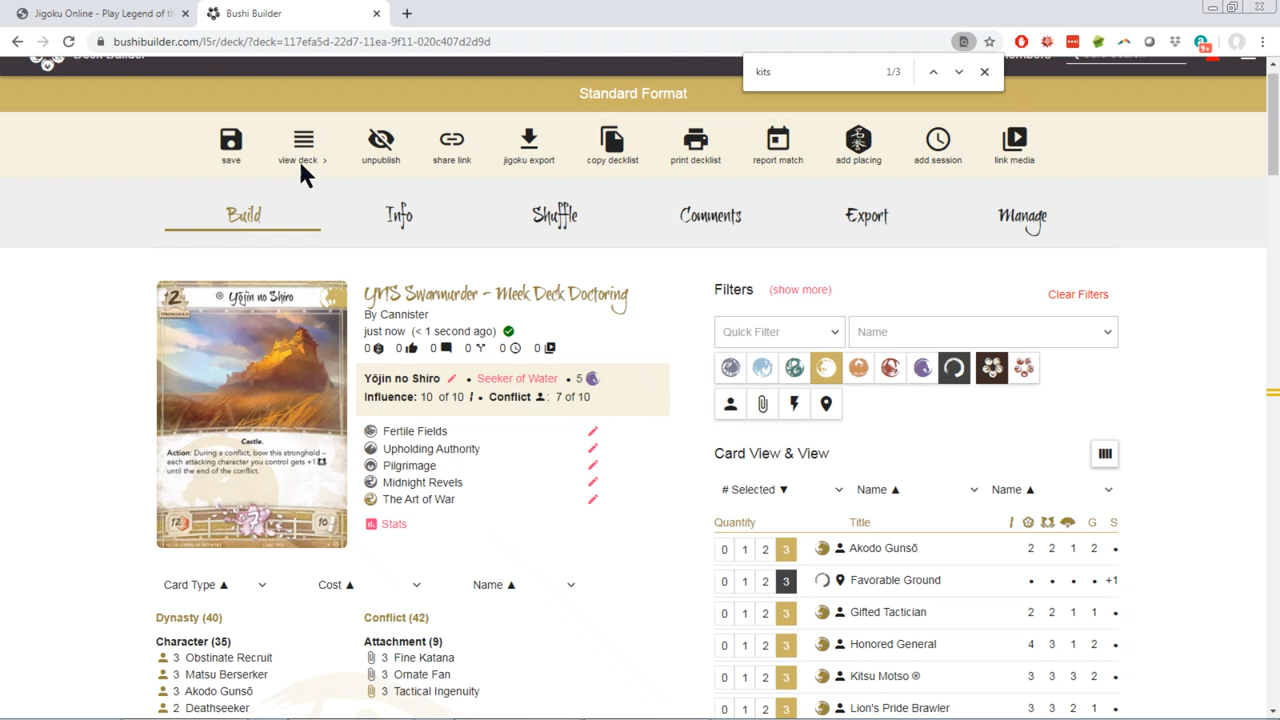 Jigoku Online - Play Legend of th
Bushi Builder
bushibuilder.com/l5r/deck/?deck=117efa5d-22d7-11ea-9f11-020c407d2d9d
9+
kits 1/3
Standard Format
save
view deck >
unpublish
share link
jigoku export
copy decklist
print decklist
report match
add placing
add session
link media
Build
Info
Shuffle
Comments
Export
Manage
+2
Yōjin no Shiro
STRONGHOLD
Castle.
Action: During a conflict, bow this stronghold –
each attacking character you control gets +1
until the end of the conflict.
12
7
10
YNS Swarmurder - Meek Deck Doctoring
By Cannister
just now (< 1 second ago)
0 0 0 0 0 0
Yōjin no Shiro • Seeker of Water • 5
Influence: 10 of 10 / • Conflict : 7 of 10
Fertile Fields
Upholding Authority
Pilgrimage
Midnight Revels
The Art of War
Stats
Card Type ▲
Cost ▲
Name ▲
Dynasty (40)
Character (35)
3 Obstinate Recruit
3 Matsu Berserker
3 Akodo Gunsō
2 Deathseeker
Conflict (42)
Attachment (9)
3 Fine Katana
3 Ornate Fan
3 Tactical Ingenuity
Filters (show more)
Clear Filters
Quick Filter
Name
Card View & View
# Selected ▼
Name ▲
Name ▲
Quantity Title G S
0 1 2 3 Akodo Gunsō 2 2 1 2 •
0 1 2 3 Favorable Ground • • • • +1
0 1 2 3 Gifted Tactician 2 2 1 1 •
0 1 2 3 Honored General 4 3 1 2 •
0 1 2 3 Kitsu Motso 3 3 3 2 •
0 1 2 3 Lion's Pride Brawler 3 3 2 1 •